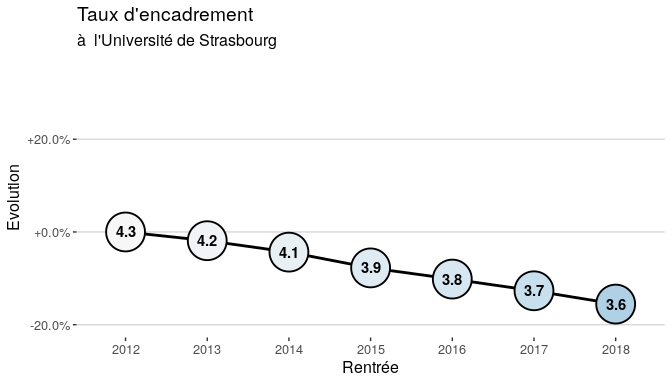 Taux d'encadrement
à  l'Université de Strasbourg
Evolution
+20.0%
+0.0%
-20.0%
4.3
4.2
4.1
3.9
3.8
3.7
3.6
2012 2013 2014 2015 2016 2017 2018
Rentrée